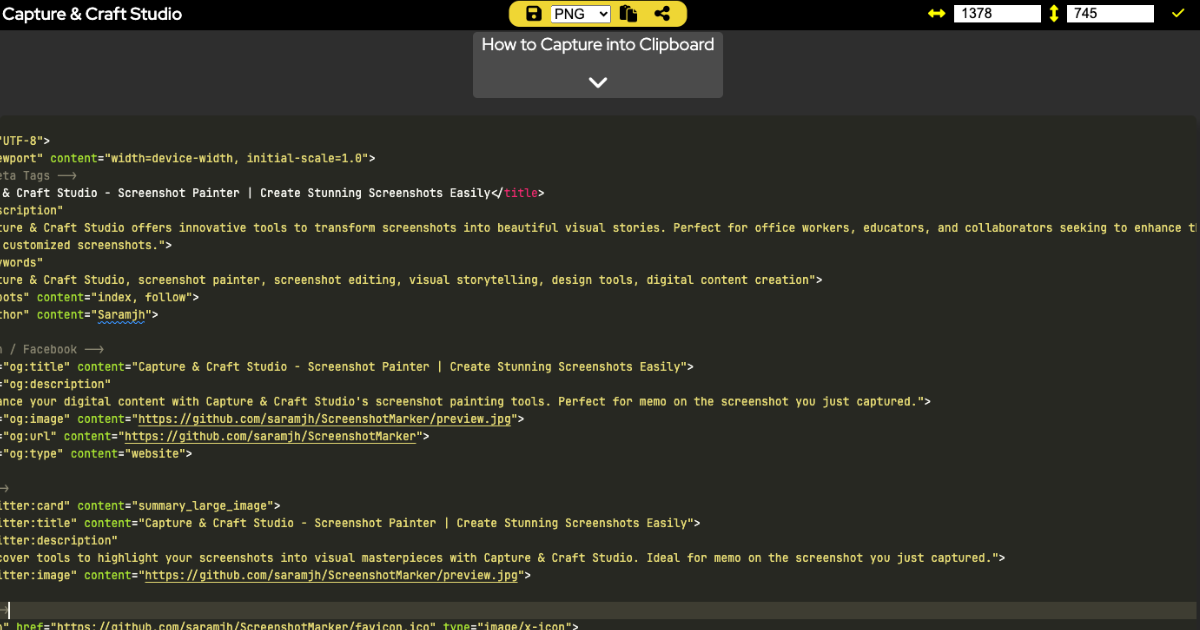 Capture & Craft Studio
PNG
1378
745
How to Capture into Clipboard
"UTF-8">
ewport" content="width=device-width, initial-scale=1.0">
eta Tags -->
& Craft Studio - Screenshot Painter | Create Stunning Screenshots Easily</title>
scription"
ture & Craft Studio offers innovative tools to transform screenshots into beautiful visual stories. Perfect for office workers, educators, and collaborators seeking to enhance th
customized screenshots.">
ywords"
ture & Craft Studio, screenshot painter, screenshot editing, visual storytelling, design tools, digital content creation">
bots" content="index, follow">
thor" content="Saramjh">
/ Facebook -->
="og:title" content="Capture & Craft Studio - Screenshot Painter | Create Stunning Screenshots Easily">
="og:description"
ance your digital content with Capture & Craft Studio's screenshot painting tools. Perfect for memo on the screenshot you just captured.">
="og:image" content="https://github.com/saramjh/ScreenshotMarker/preview.jpg">
="og:url" content="https://github.com/saramjh/ScreenshotMarker">
="og:type" content="website">
->
itter:card" content="summary_large_image">
itter:title" content="Capture & Craft Studio - Screenshot Painter | Create Stunning Screenshots Easily">
itter:description"
cover tools to highlight your screenshots into visual masterpieces with Capture & Craft Studio. Ideal for memo on the screenshot you just captured.">
itter:image" content="https://github.com/saramjh/ScreenshotMarker/preview.jpg">
" href="https://github.com/saramjh/ScreenshotMarker/favicon.ico" type="image/x-icon">